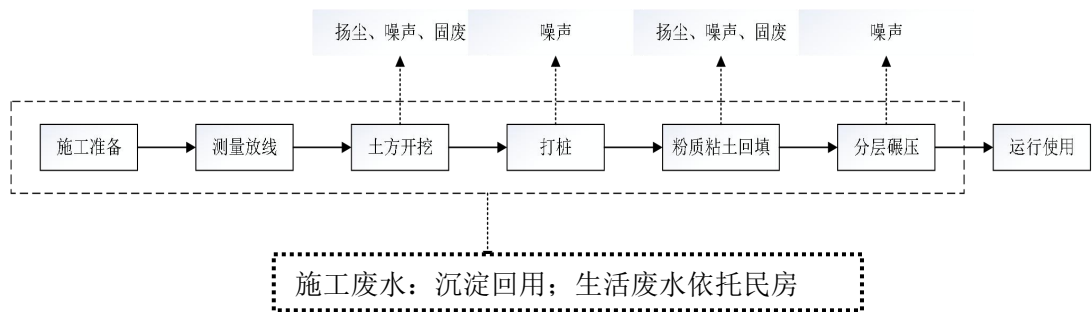 扬尘、噪声、固废
噪声
扬尘、噪声、固废
噪声
施工准备
测量放线
土方开挖
打桩
粉质粘土回填
分层碾压
运行使用
施工废水：沉淀回用；生活废水依托民房